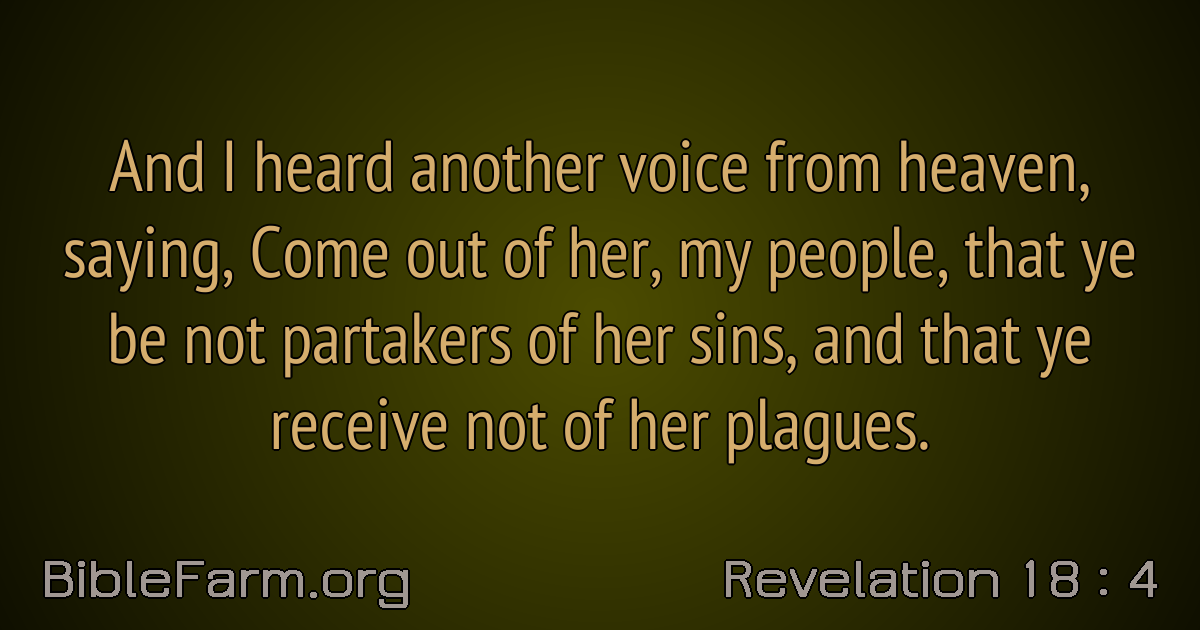 And I heard another voice from heaven,
saying, Come out of her, my people, that ye
be not partakers of her sins, and that ye
receive not of her plagues.
BibleFarm.org
Revelation 18 : 4